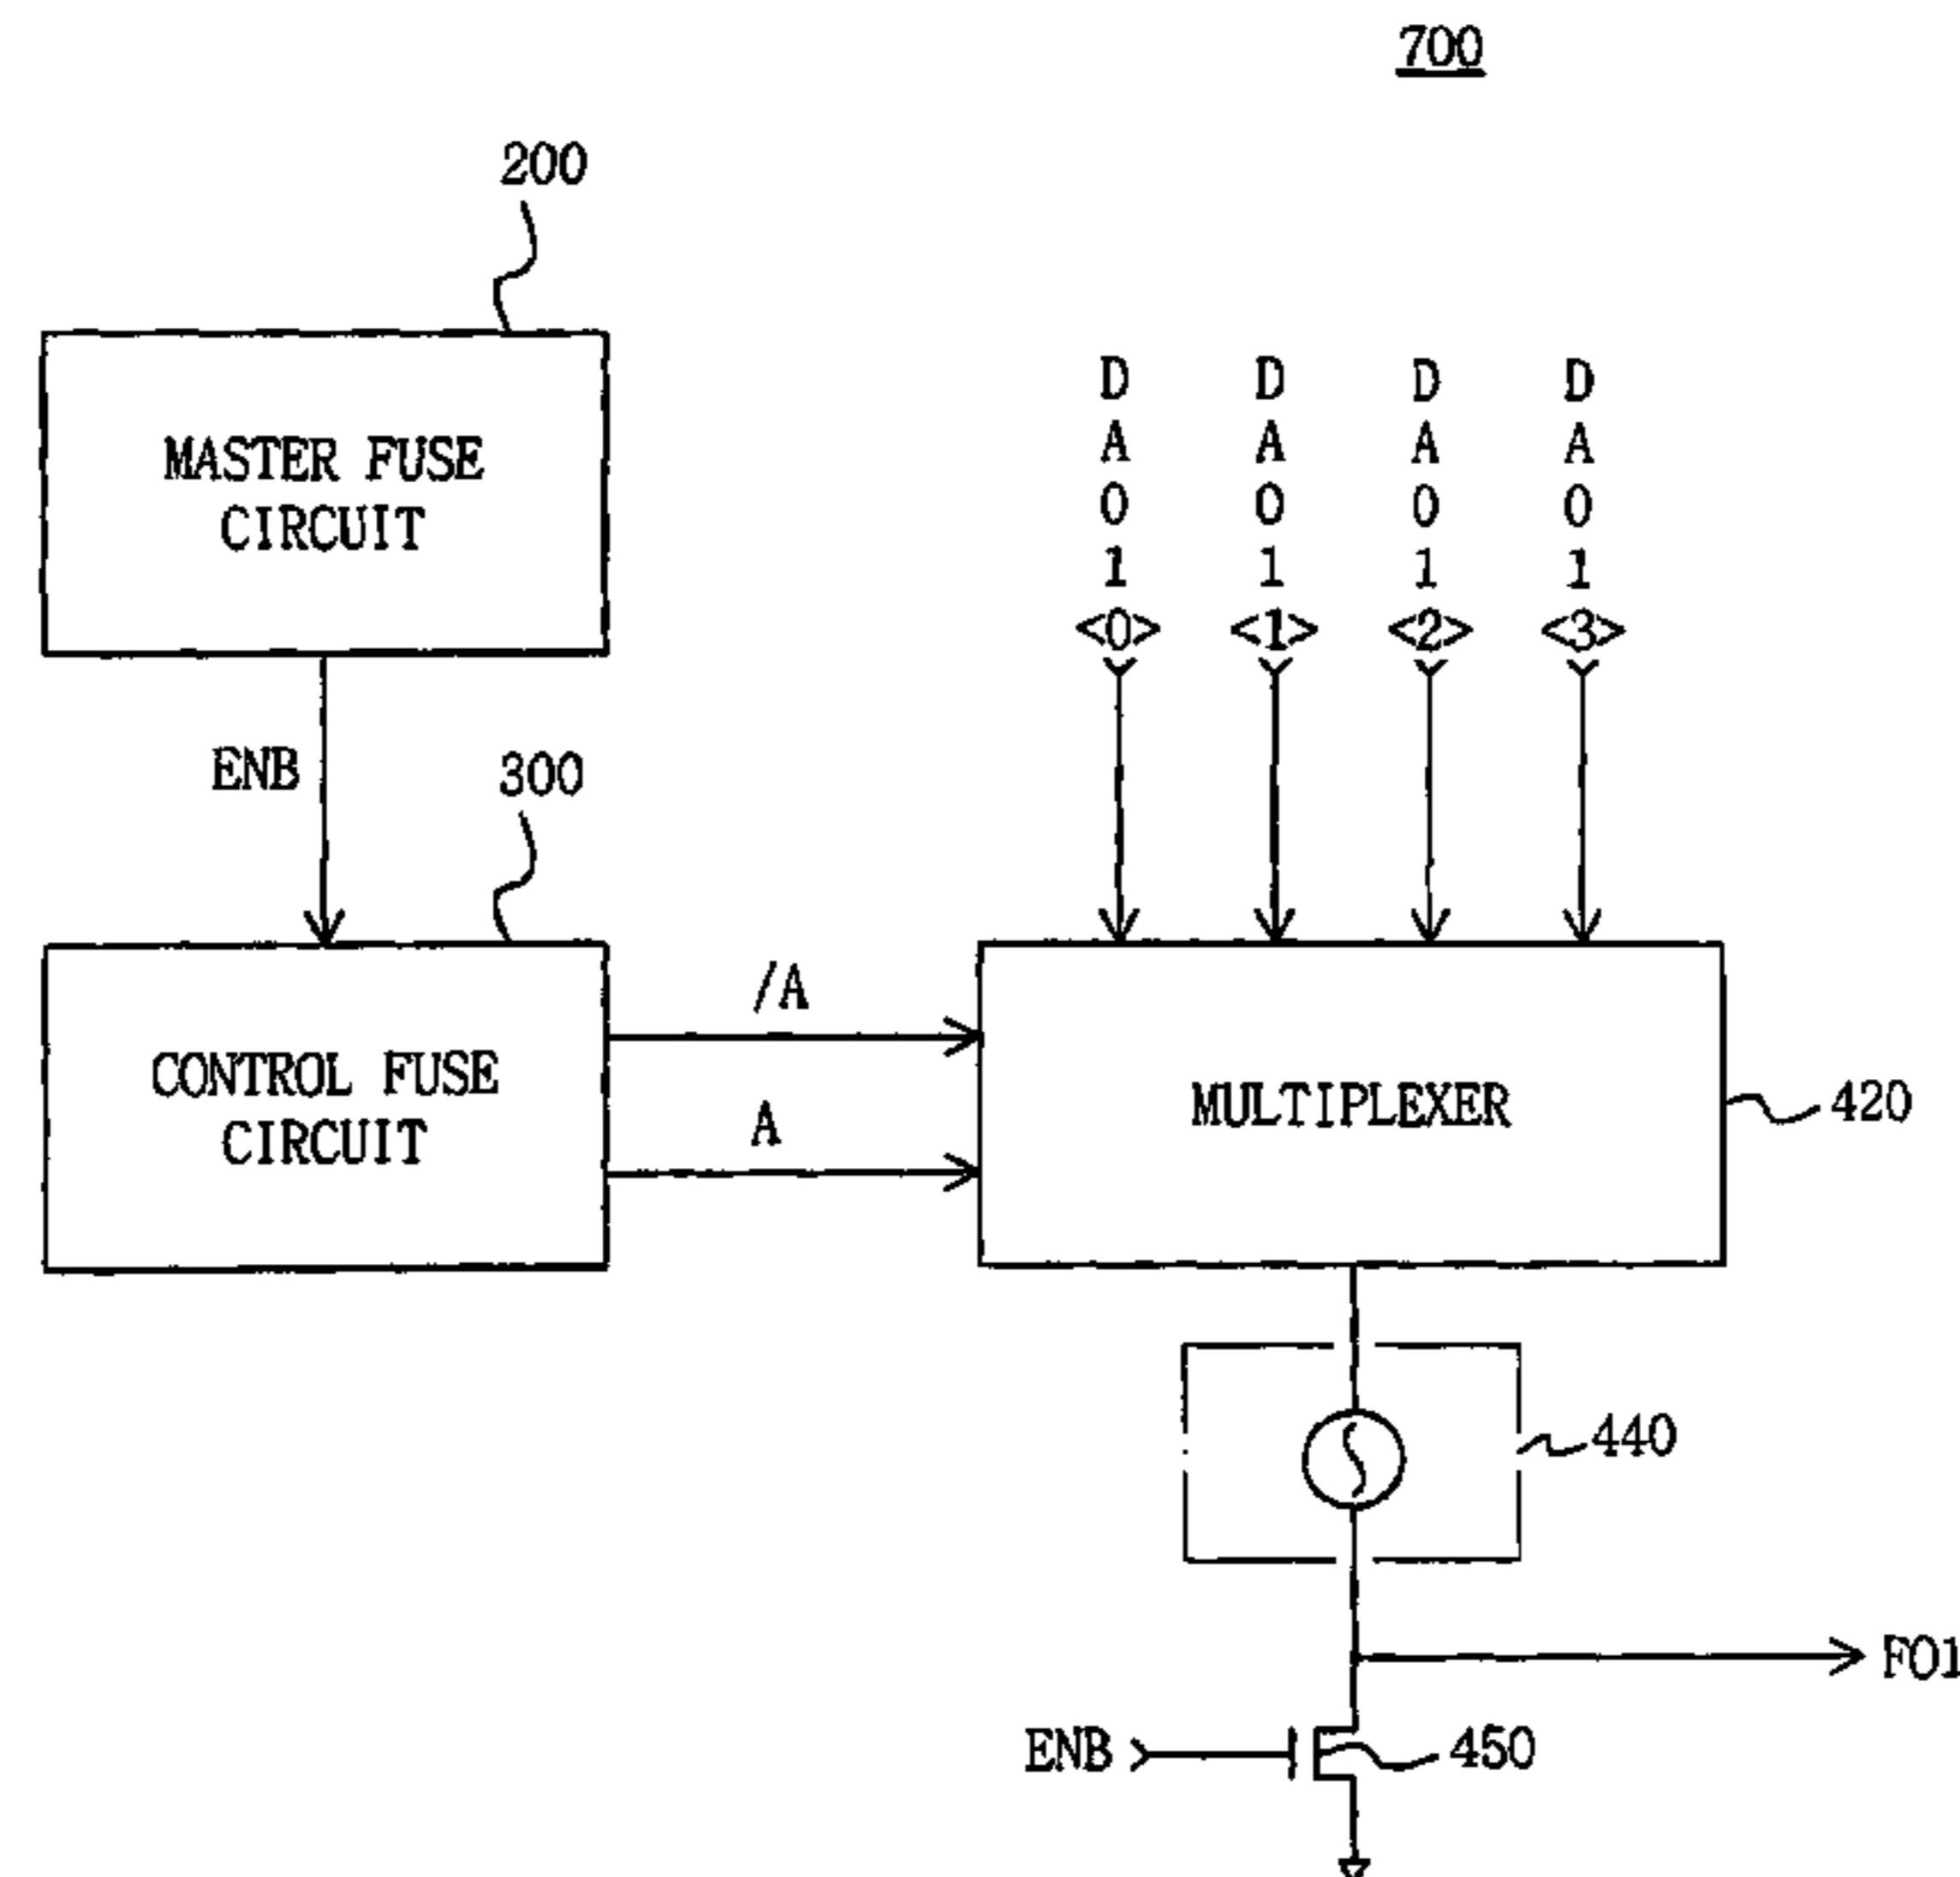 700
200
MASTER FUSE
CIRCUIT
D D D D
A A A A
0 0 0 0
1 1 1 1
<0> <1> <2> <3>
ENB
300
CONTROL FUSE
CIRCUIT
/A
A
MULTIPLEXER
420
440
FO1
ENB
450